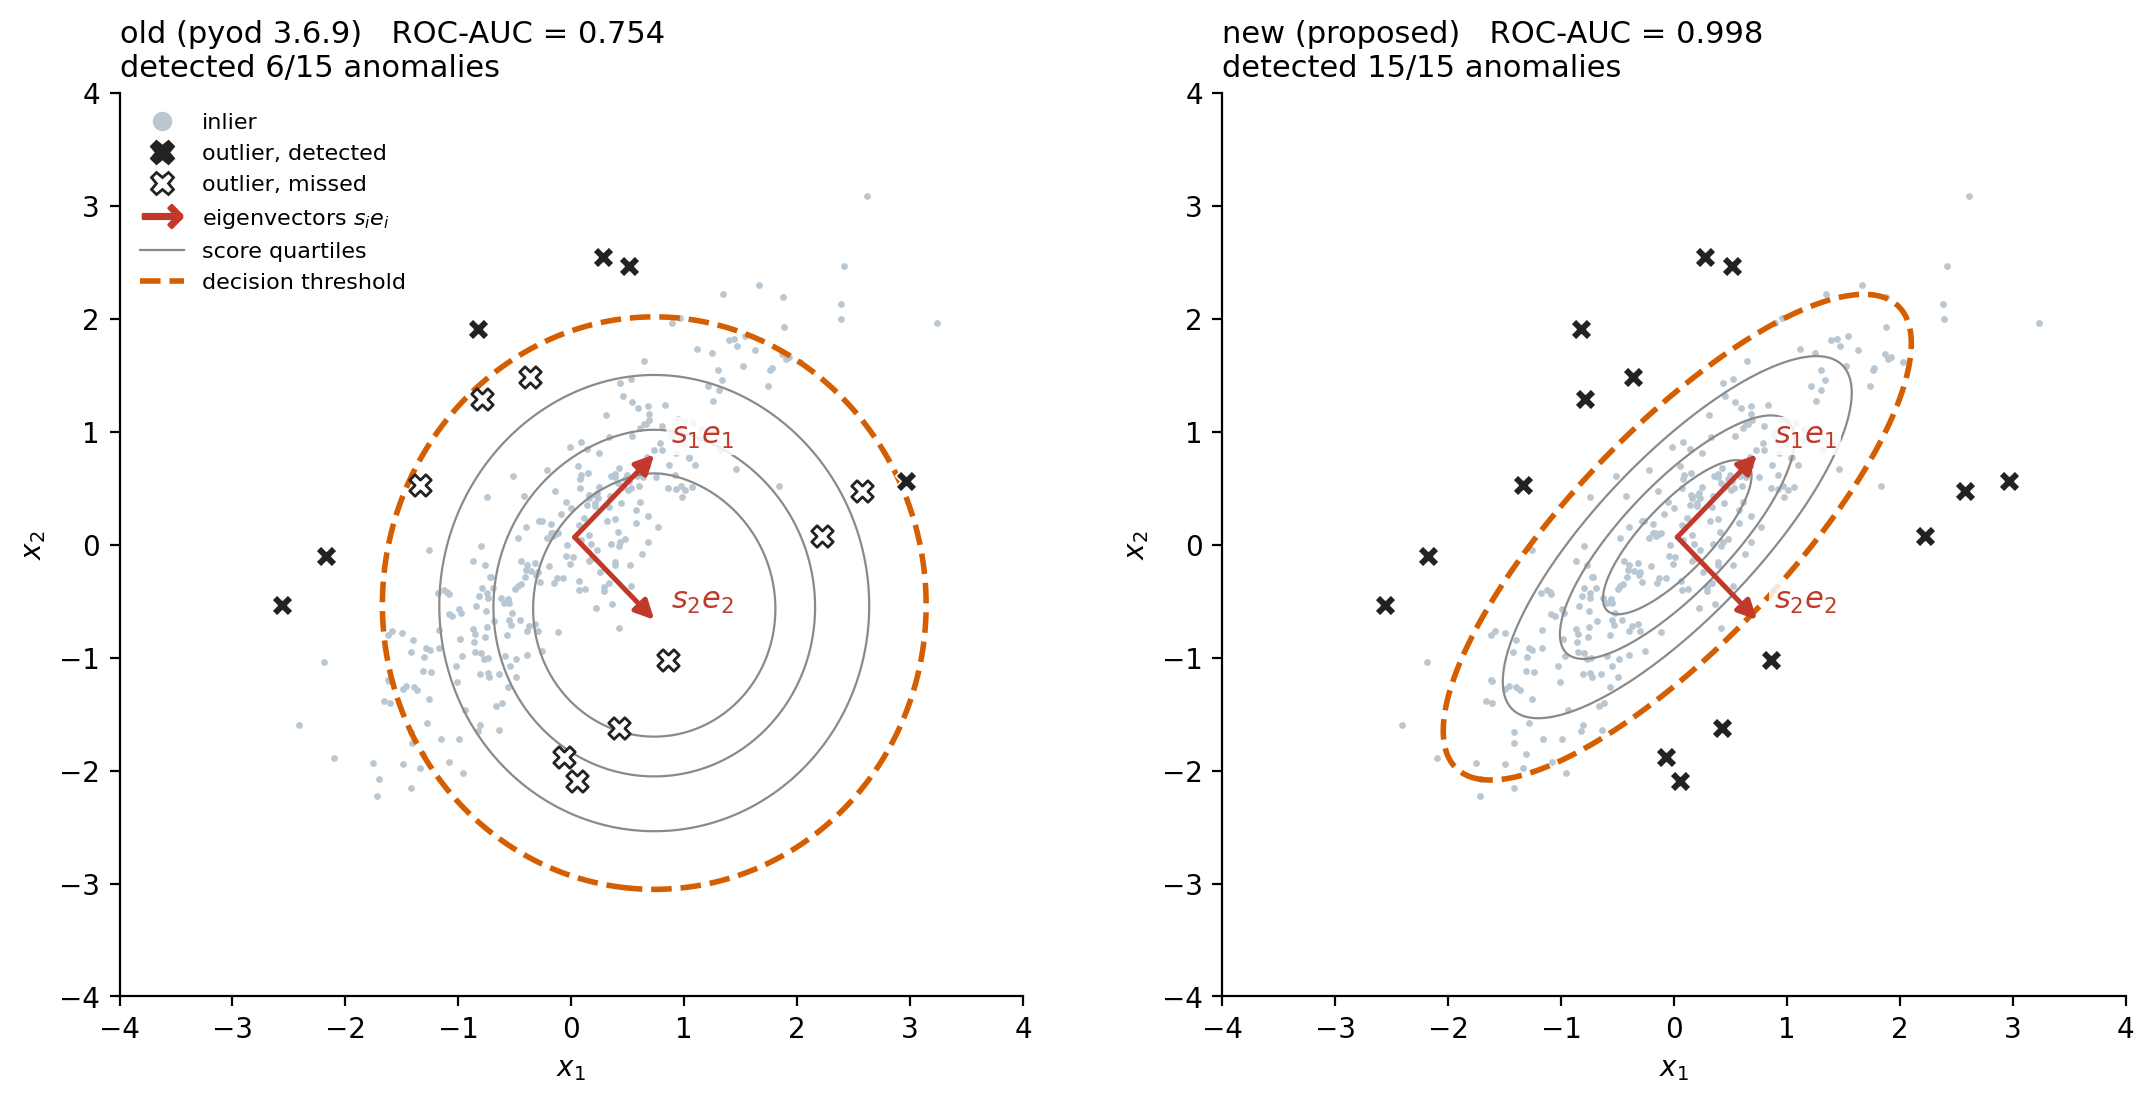 old (pyod 3.6.9)   ROC-AUC = 0.754
detected 6/15 anomalies
4
3
2
1
0
−1
−2
−3
−4
x₂
inlier
outlier, detected
outlier, missed
eigenvectors sᵢeᵢ
score quartiles
decision threshold
s₁e₁
s₂e₂
−4 −3 −2 −1 0 1 2 3 4
x₁
new (proposed)   ROC-AUC = 0.998
detected 15/15 anomalies
4
3
2
1
0
−1
−2
−3
−4
x₂
s₁e₁
s₂e₂
−4 −3 −2 −1 0 1 2 3 4
x₁